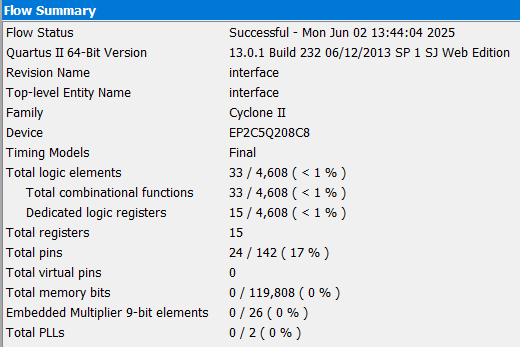 Flow Summary
Flow Status Successful - Mon Jun 02 13:44:04 2025
Quartus II 64-Bit Version 13.0.1 Build 232 06/12/2013 SP 1 SJ Web Edition
Revision Name interface
Top-level Entity Name interface
Family Cyclone II
Device EP2C5Q208C8
Timing Models Final
Total logic elements 33 / 4,608 ( < 1 % )
Total combinational functions 33 / 4,608 ( < 1 % )
Dedicated logic registers 15 / 4,608 ( < 1 % )
Total registers 15
Total pins 24 / 142 ( 17 % )
Total virtual pins 0
Total memory bits 0 / 119,808 ( 0 % )
Embedded Multiplier 9-bit elements 0 / 26 ( 0 % )
Total PLLs 0 / 2 ( 0 % )